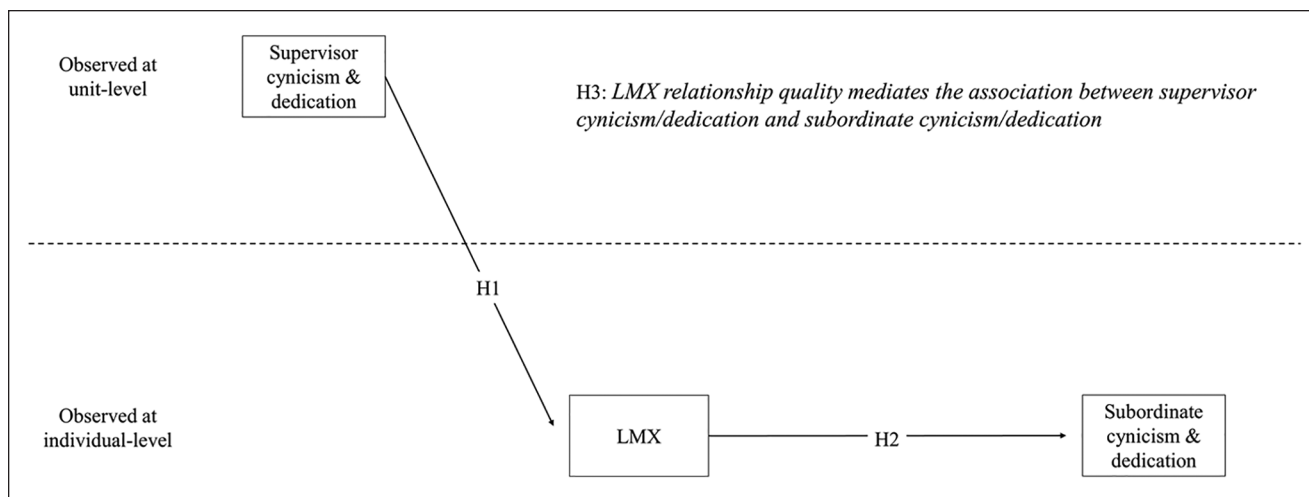 Observed at
unit-level
Supervisor
cynicism &
dedication
H3: LMX relationship quality mediates the association between supervisor
cynicism/dedication and subordinate cynicism/dedication
H1
Observed at
individual-level
LMX
H2
Subordinate
cynicism &
dedication